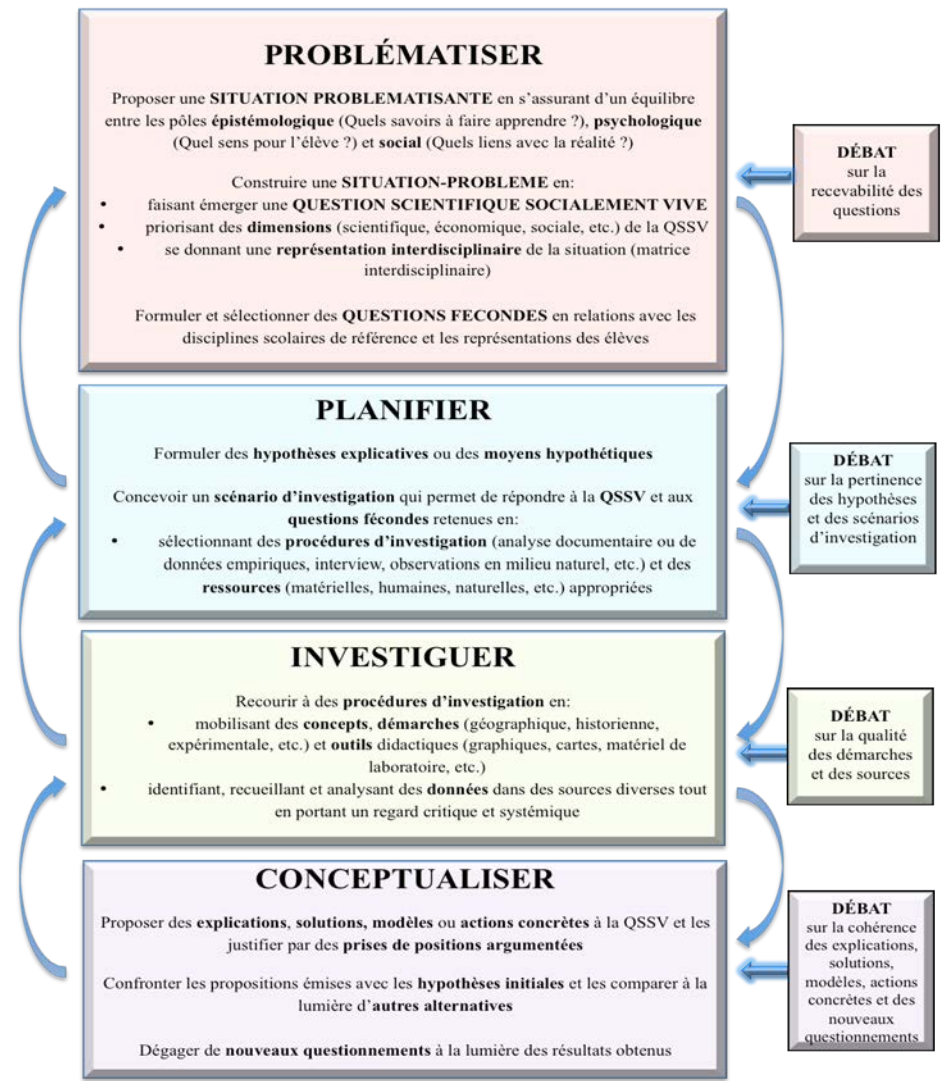 PROBLÉMATISER
Proposer une SITUATION PROBLEMATISANTE en s’assurant d’un équilibre
entre les pôles épistémologique (Quels savoirs à faire apprendre ?), psychologique
(Quel sens pour l’élève ?) et social (Quels liens avec la réalité ?)
Construire une SITUATION-PROBLEME en:
• faisant émerger une QUESTION SCIENTIFIQUE SOCIALEMENT VIVE
• priorisant des dimensions (scientifique, économique, sociale, etc.) de la QSSV
• se donnant une représentation interdisciplinaire de la situation (matrice
interdisciplinaire)
Formuler et sélectionner des QUESTIONS FECONDES en relations avec les
disciplines scolaires de référence et les représentations des élèves
DÉBAT
sur la
recevabilité des
questions
PLANIFIER
Formuler des hypothèses explicatives ou des moyens hypothétiques
Concevoir un scénario d’investigation qui permet de répondre à la QSSV et aux
questions fécondes retenues en:
• sélectionnant des procédures d’investigation (analyse documentaire ou de
données empiriques, interview, observations en milieu naturel, etc.) et des
ressources (matérielles, humaines, naturelles, etc.) appropriées
DÉBAT
sur la pertinence
des hypothèses
et des scénarios
d’investigation
INVESTIGUER
Recourir à des procédures d’investigation en:
• mobilisant des concepts, démarches (géographique, historienne,
expérimentale, etc.) et outils didactiques (graphiques, cartes, matériel de
laboratoire, etc.)
• identifiant, recueillant et analysant des données dans des sources diverses tout
en portant un regard critique et systémique
DÉBAT
sur la qualité
des démarches
et des sources
CONCEPTUALISER
Proposer des explications, solutions, modèles ou actions concrètes à la QSSV et les
justifier par des prises de positions argumentées
Confronter les propositions émises avec les hypothèses initiales et les comparer à la
lumière d’autres alternatives
Dégager de nouveaux questionnements à la lumière des résultats obtenus
DÉBAT
sur la cohérence
des explications,
solutions,
modèles, actions
concrètes et des
nouveaux
questionnements